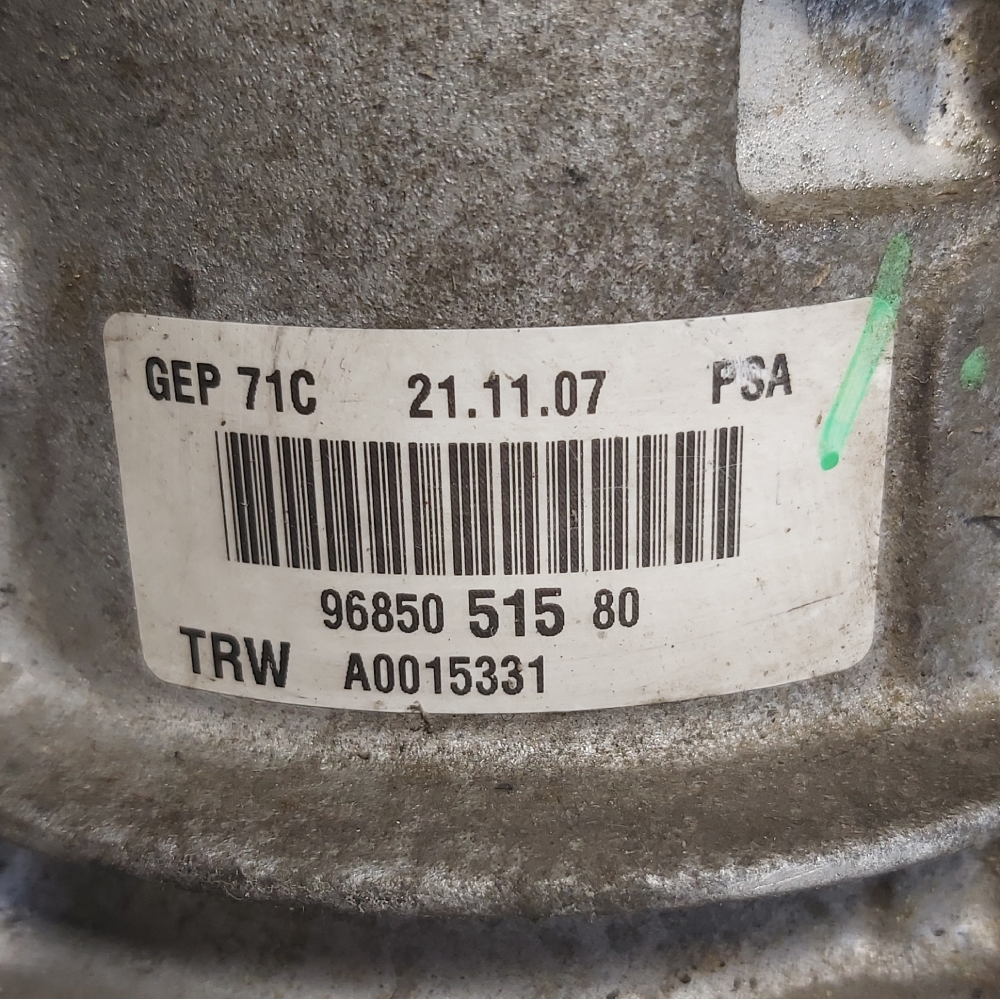 GEP 71C 21.11.07 PSA
96850 515 80
TRW A0015331